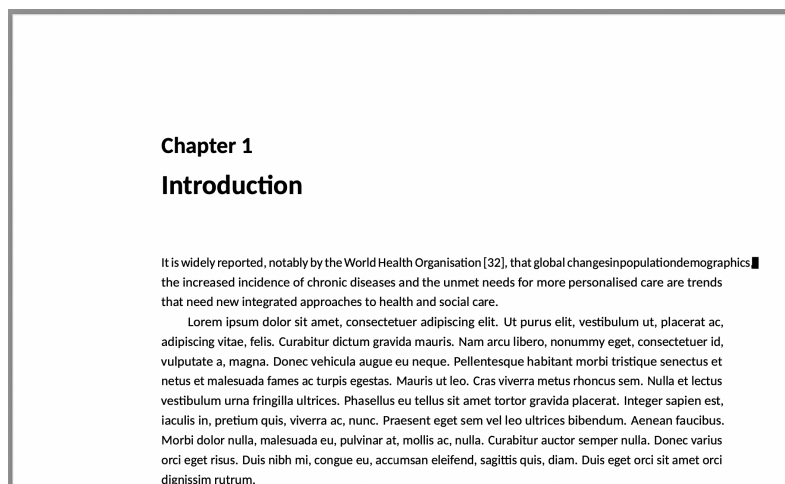 Chapter 1
Introduction
It is widely reported, notably by the World Health Organisation [32], that global changesinpopulationdemographics,
the increased incidence of chronic diseases and the unmet needs for more personalised care are trends
that need new integrated approaches to health and social care.
Lorem ipsum dolor sit amet, consectetuer adipiscing elit. Ut purus elit, vestibulum ut, placerat ac,
adipiscing vitae, felis. Curabitur dictum gravida mauris. Nam arcu libero, nonummy eget, consectetuer id,
vulputate a, magna. Donec vehicula augue eu neque. Pellentesque habitant morbi tristique senectus et
netus et malesuada fames ac turpis egestas. Mauris ut leo. Cras viverra metus rhoncus sem. Nulla et lectus
vestibulum urna fringilla ultrices. Phasellus eu tellus sit amet tortor gravida placerat. Integer sapien est,
iaculis in, pretium quis, viverra ac, nunc. Praesent eget sem vel leo ultrices bibendum. Aenean faucibus.
Morbi dolor nulla, malesuada eu, pulvinar at, mollis ac, nulla. Curabitur auctor semper nulla. Donec varius
orci eget risus. Duis nibh mi, congue eu, accumsan eleifend, sagittis quis, diam. Duis eget orci sit amet orci
dignissim rutrum.